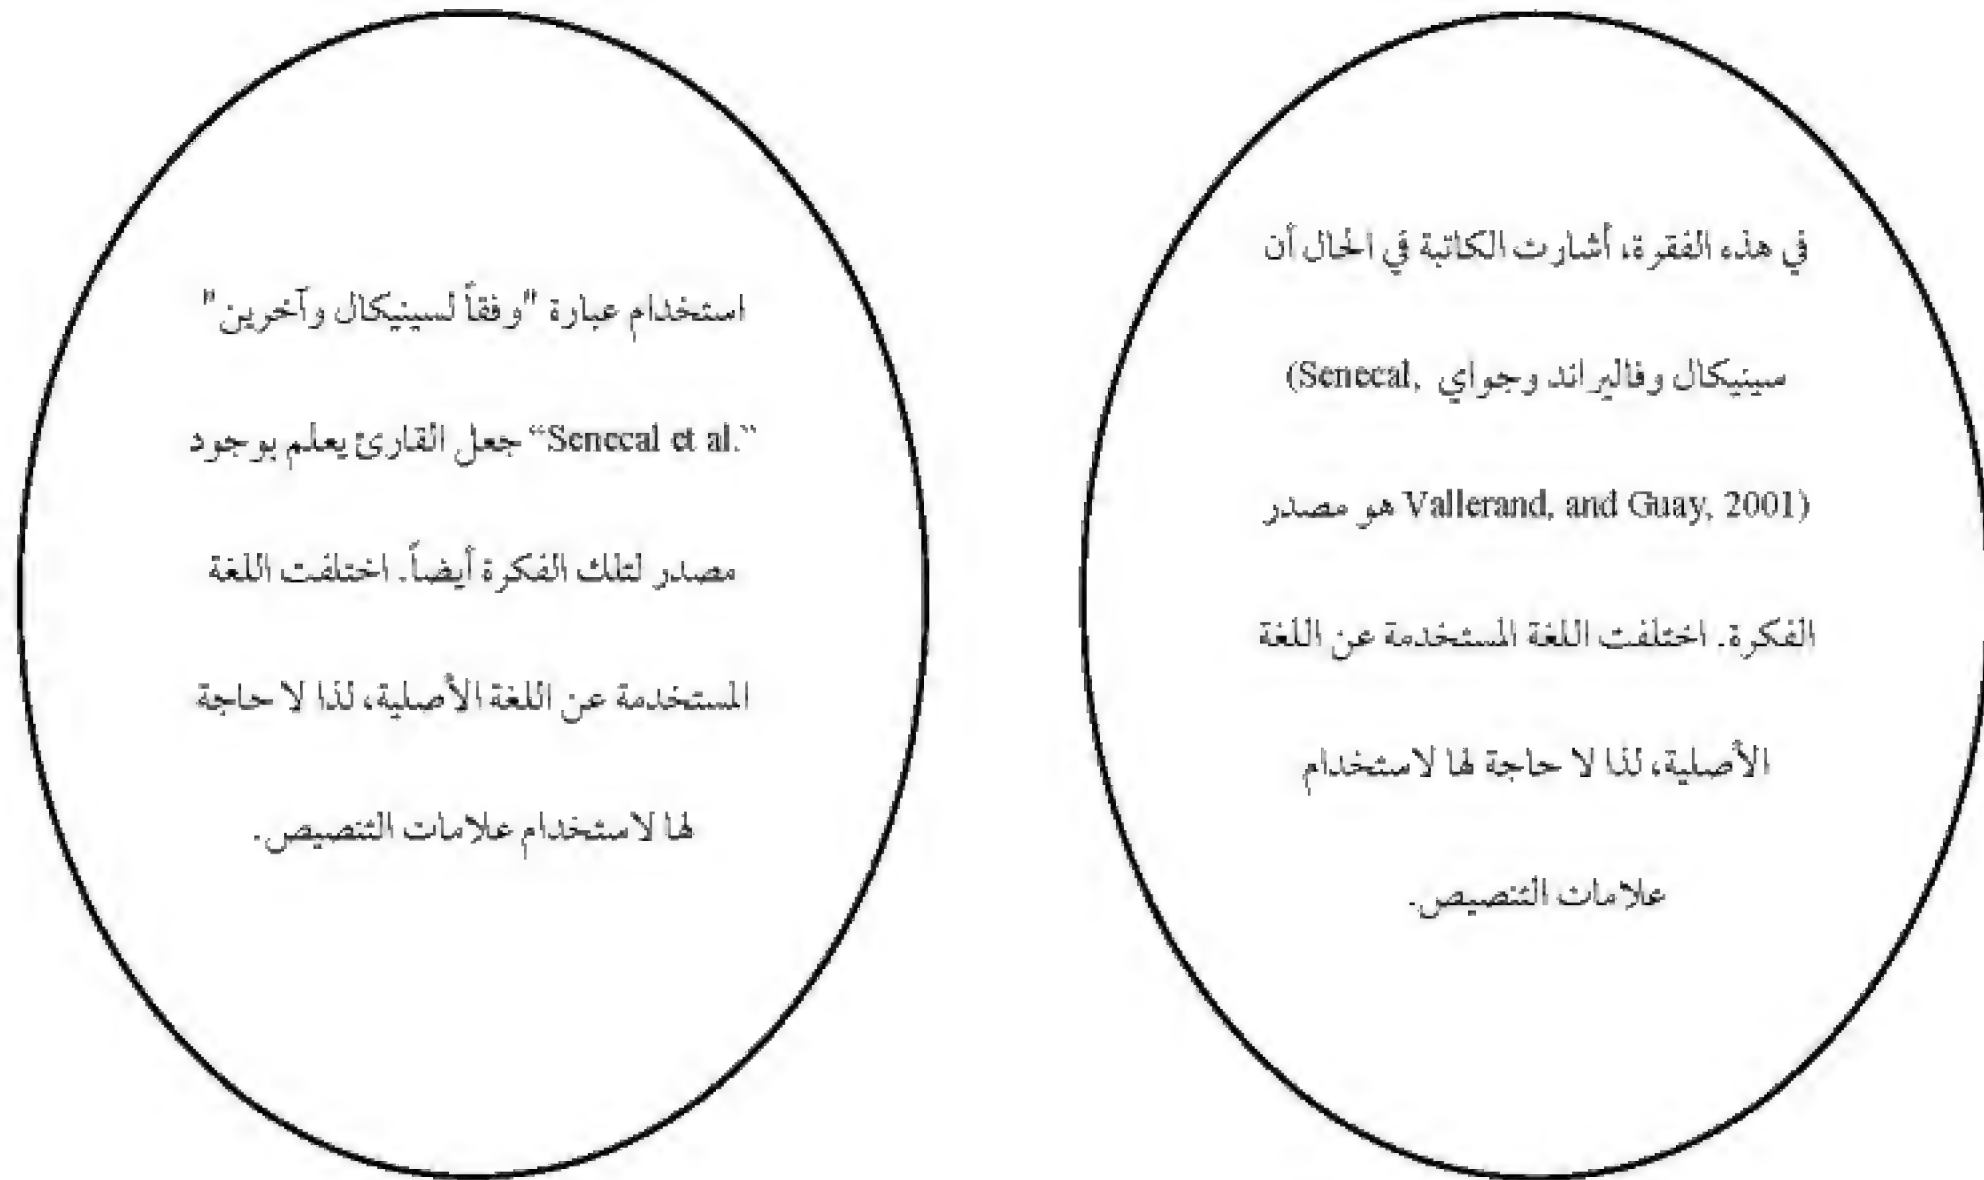 في هذه الفقرة، أشارت الكاتبة في الحال أن
سينيكال وفاليراند وجواي (Senecal,
Vallerand, and Guay, 2001) هو مصدر
الفكرة. اختلفت اللغة المستخدمة عن اللغة
الأصلية، لذا لا حاجة لها لاستخدام
علامات التنصيص.
استخدام عبارة "وفقاً لسينيكال وآخرين"
“Senecal et al.” جعل القارئ يعلم بوجود
مصدر لتلك الفكرة أيضاً. اختلفت اللغة
المستخدمة عن اللغة الأصلية، لذا لا حاجة
لها لاستخدام علامات التنصيص.